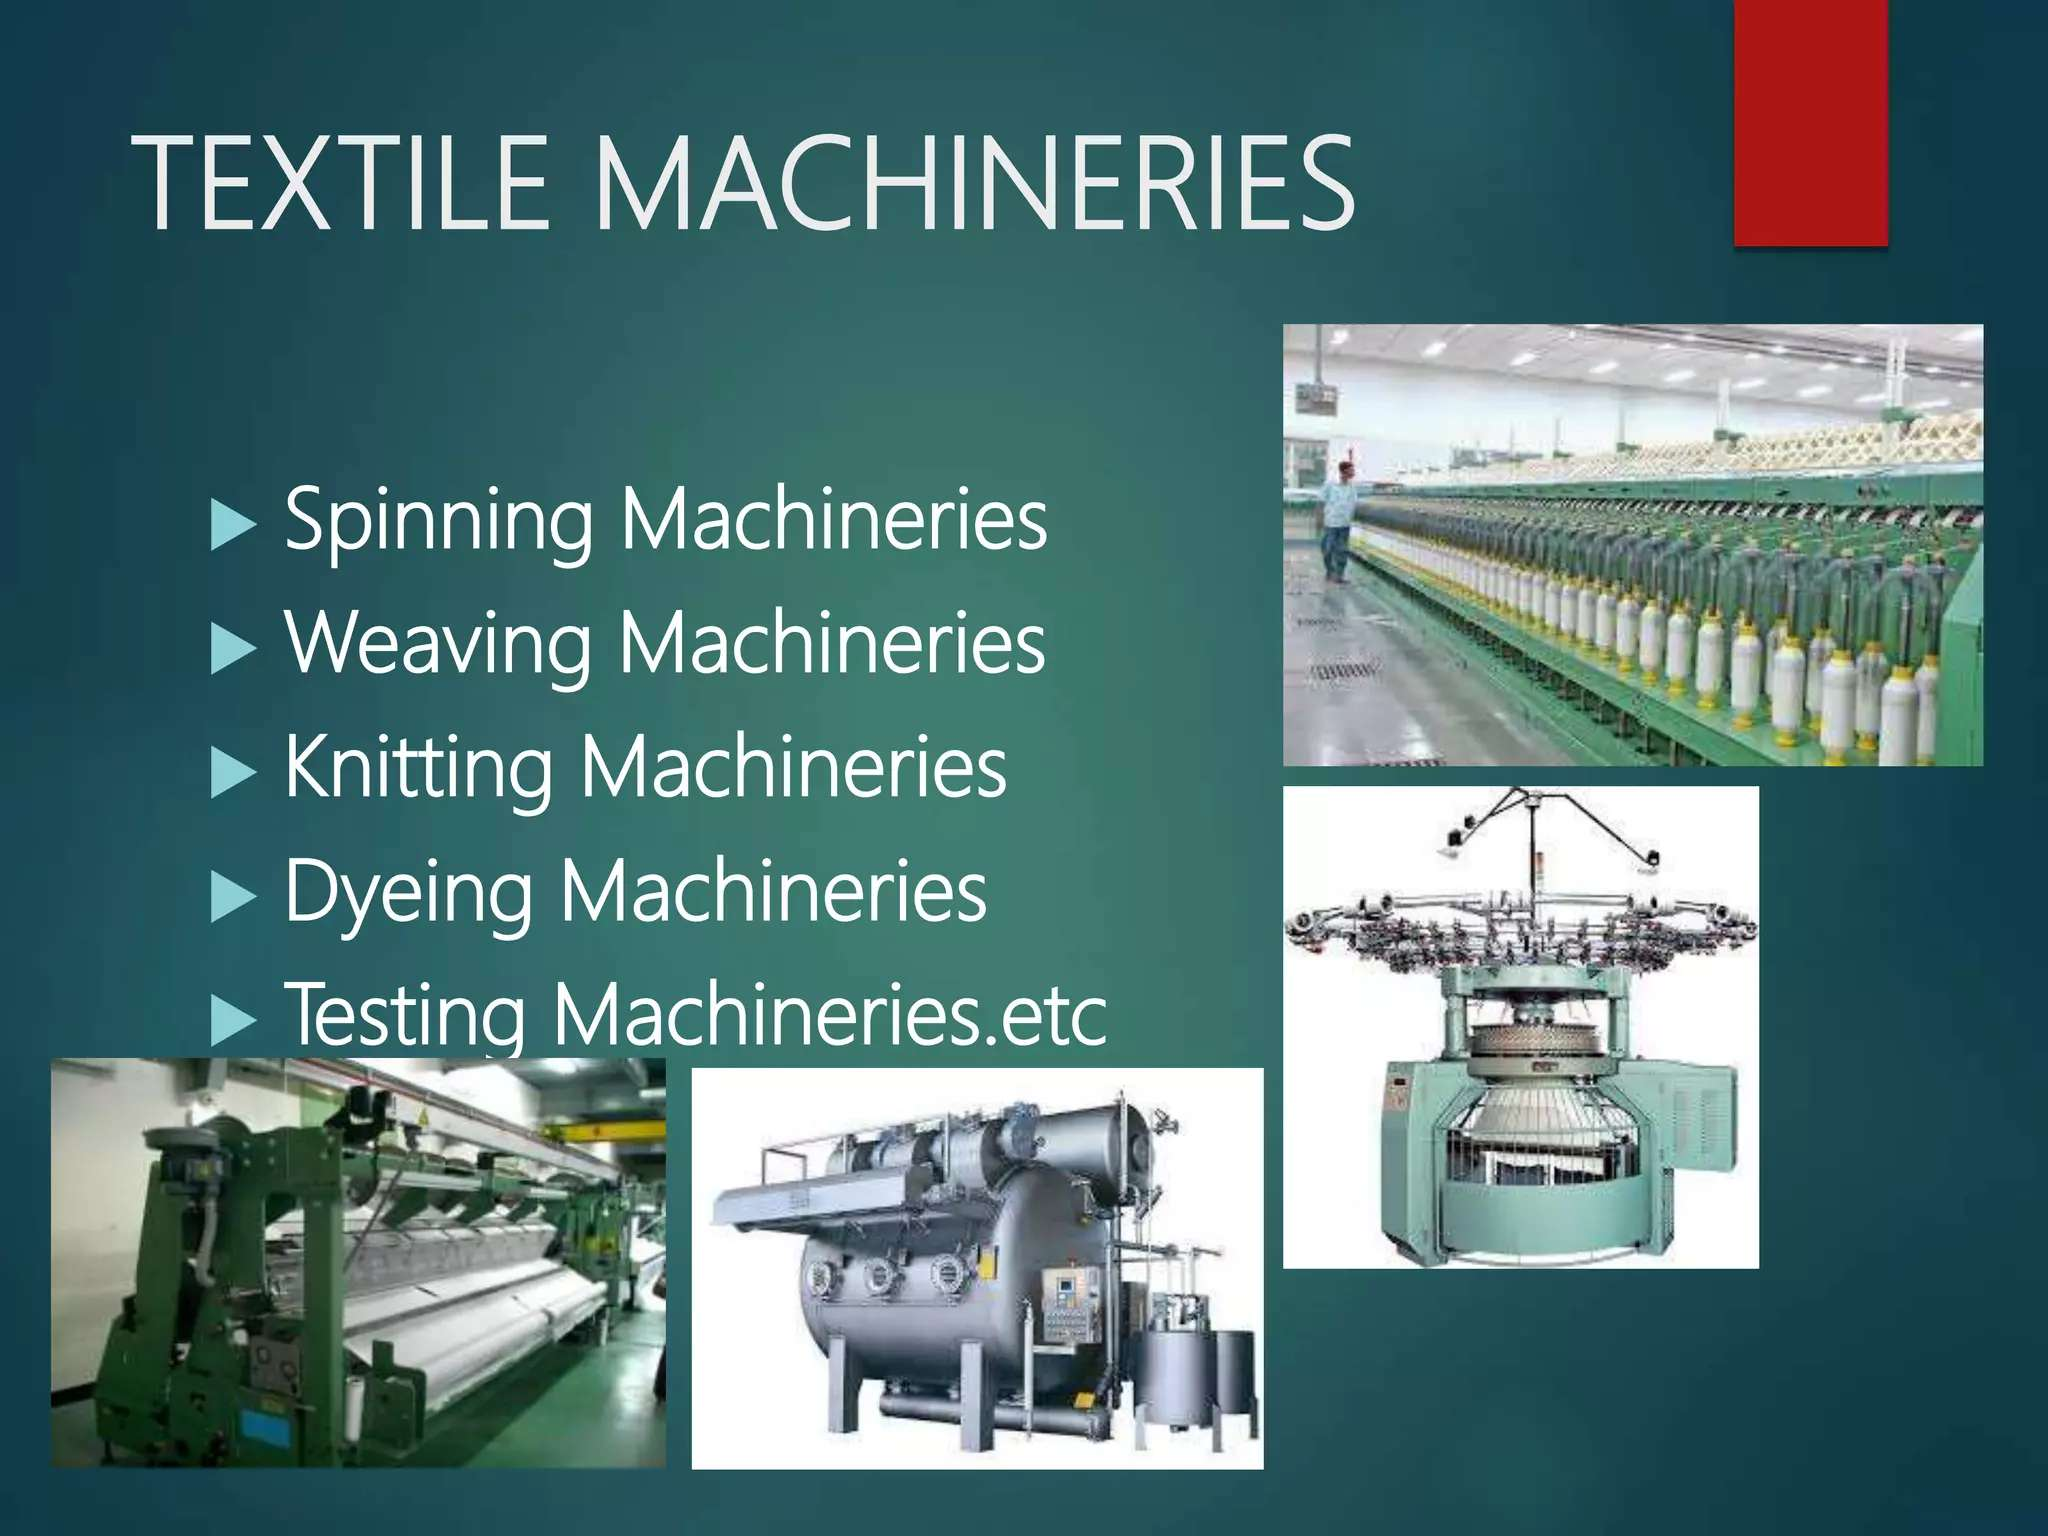 TEXTILE MACHINERIES
Spinning Machineries
Weaving Machineries
Knitting Machineries
Dyeing Machineries
Testing Machineries.etc